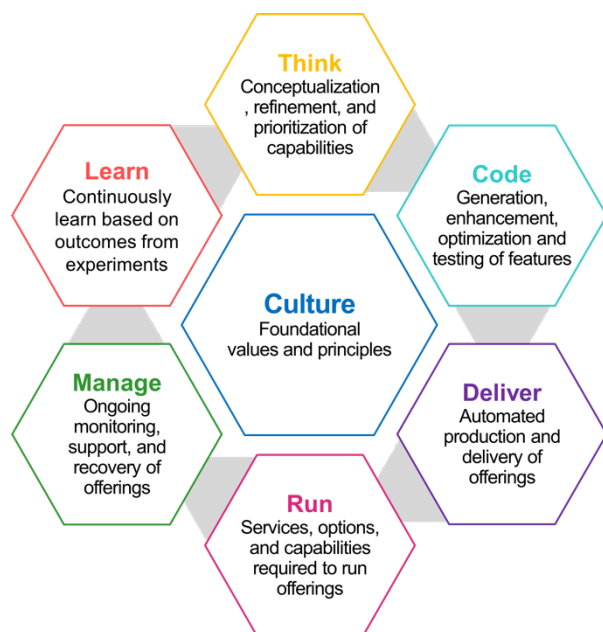 Think
Conceptualization
, refinement, and
prioritization of
capabilities
Learn
Continuously
learn based on
outcomes from
experiments
Code
Generation,
enhancement,
optimization and
testing of features
Culture
Foundational
values and principles
Manage
Ongoing
monitoring,
support, and
recovery of
offerings
Deliver
Automated
production and
delivery of
offerings
Run
Services, options,
and capabilities
required to run
offerings